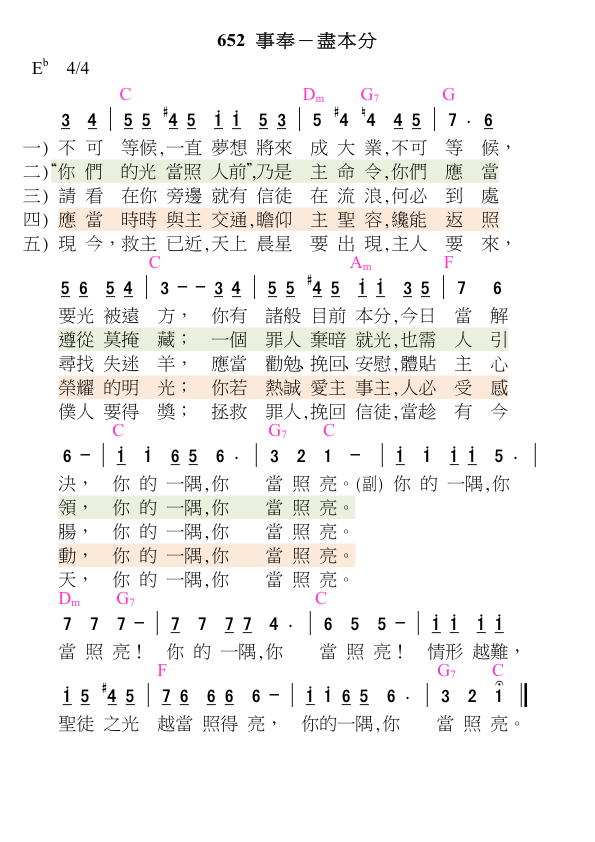 652 事奉－盡本分
E♭ 4/4
C Dm G7 G
3 4 | 5 5 #4 5 i i 5 3 | 5 #4 ♮4 4 5 | 7 . 6
一) 不可 等候,一直 夢想 將來 成 大 業,不可 等 候，
二)“你 們 的光 當照 人前”,乃是 主 命 令,你們 應 當
三) 請 看 在你 旁邊 就有 信徒 在 流 浪,何必 到 處
四) 應 當 時時 與主 交通,瞻仰 主 聖 容,纔能 返 照
五) 現 今，救主 已近,天上 晨星 要 出 現,主人 要 來，
C Am F
5 6 5 4 | 3 － － 3 4 | 5 5 #4 5 i i 5 3 | 7 6
要光 被遠 方， 你有 諸般 目前 本分,今日 當 解
遵從 莫掩 藏； 一個 罪人 棄暗 就光,也需 人 引
尋找 失迷 羊， 應當 勸勉、挽回、安慰,體貼 主 心
榮耀 的明 光； 你若 熱誠 愛主 事主,人必 受 感
僕人 要得 獎； 拯救 罪人,挽回 信徒,當趁 有 今
C G7 C
6 － | i i 6 5 6 . | 3 2 1 － | i i i i 5 . |
決， 你 的 一隅,你 當 照 亮。(副) 你 的 一隅,你
領， 你 的 一隅,你 當 照 亮。
腸， 你 的 一隅,你 當 照 亮。
動， 你 的 一隅,你 當 照 亮。
天， 你 的 一隅,你 當 照 亮。
Dm G7 C
7 7 7 － | 7 7 7 7 4 . | 6 5 5 － | i i i i
當 照 亮！ 你 的 一隅,你 當 照 亮！ 情形 越難，
F G7 C
i 5 #4 5 | 7 6 6 6 6 － | i i 6 5 6 . | 3 2 i
聖徒 之光 越當 照得 亮， 你的一隅,你 當 照 亮。